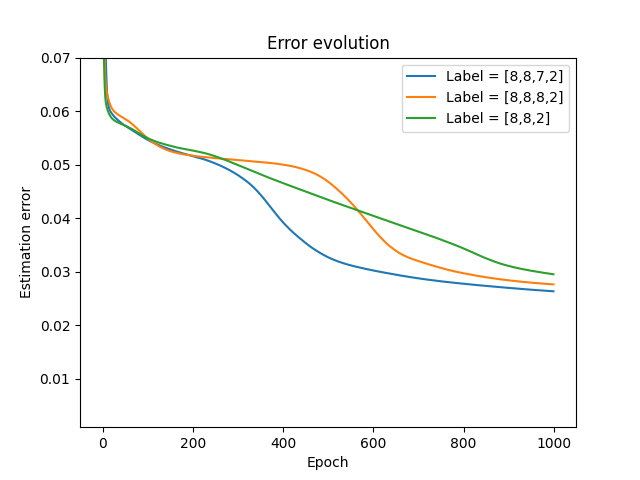 Error evolution
Label = [8,8,7,2]
Label = [8,8,8,2]
Label = [8,8,2]
Estimation error
0.07
0.06
0.05
0.04
0.03
0.02
0.01
0
200
400
600
800
1000
Epoch